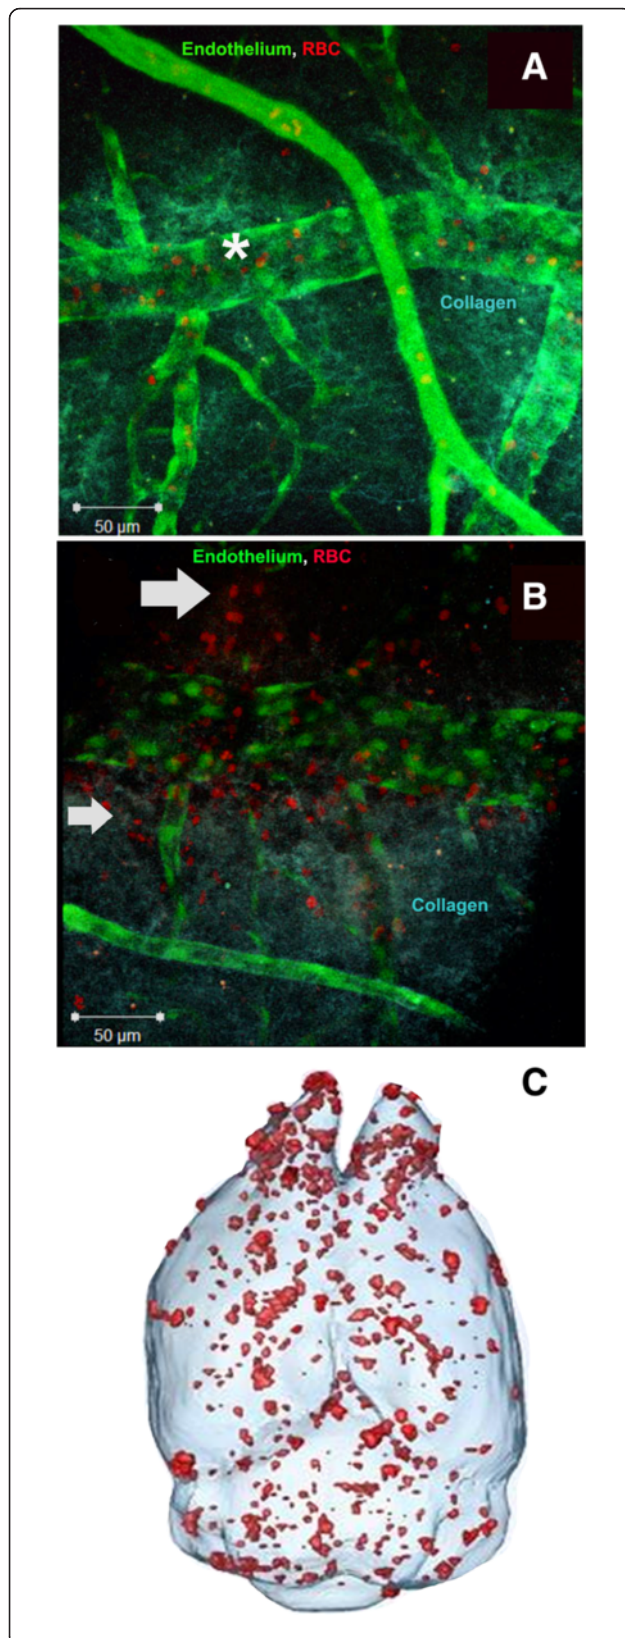 Endothelium, RBC
A
*
Collagen
50 µm
Endothelium, RBC
B
Collagen
50 µm
C